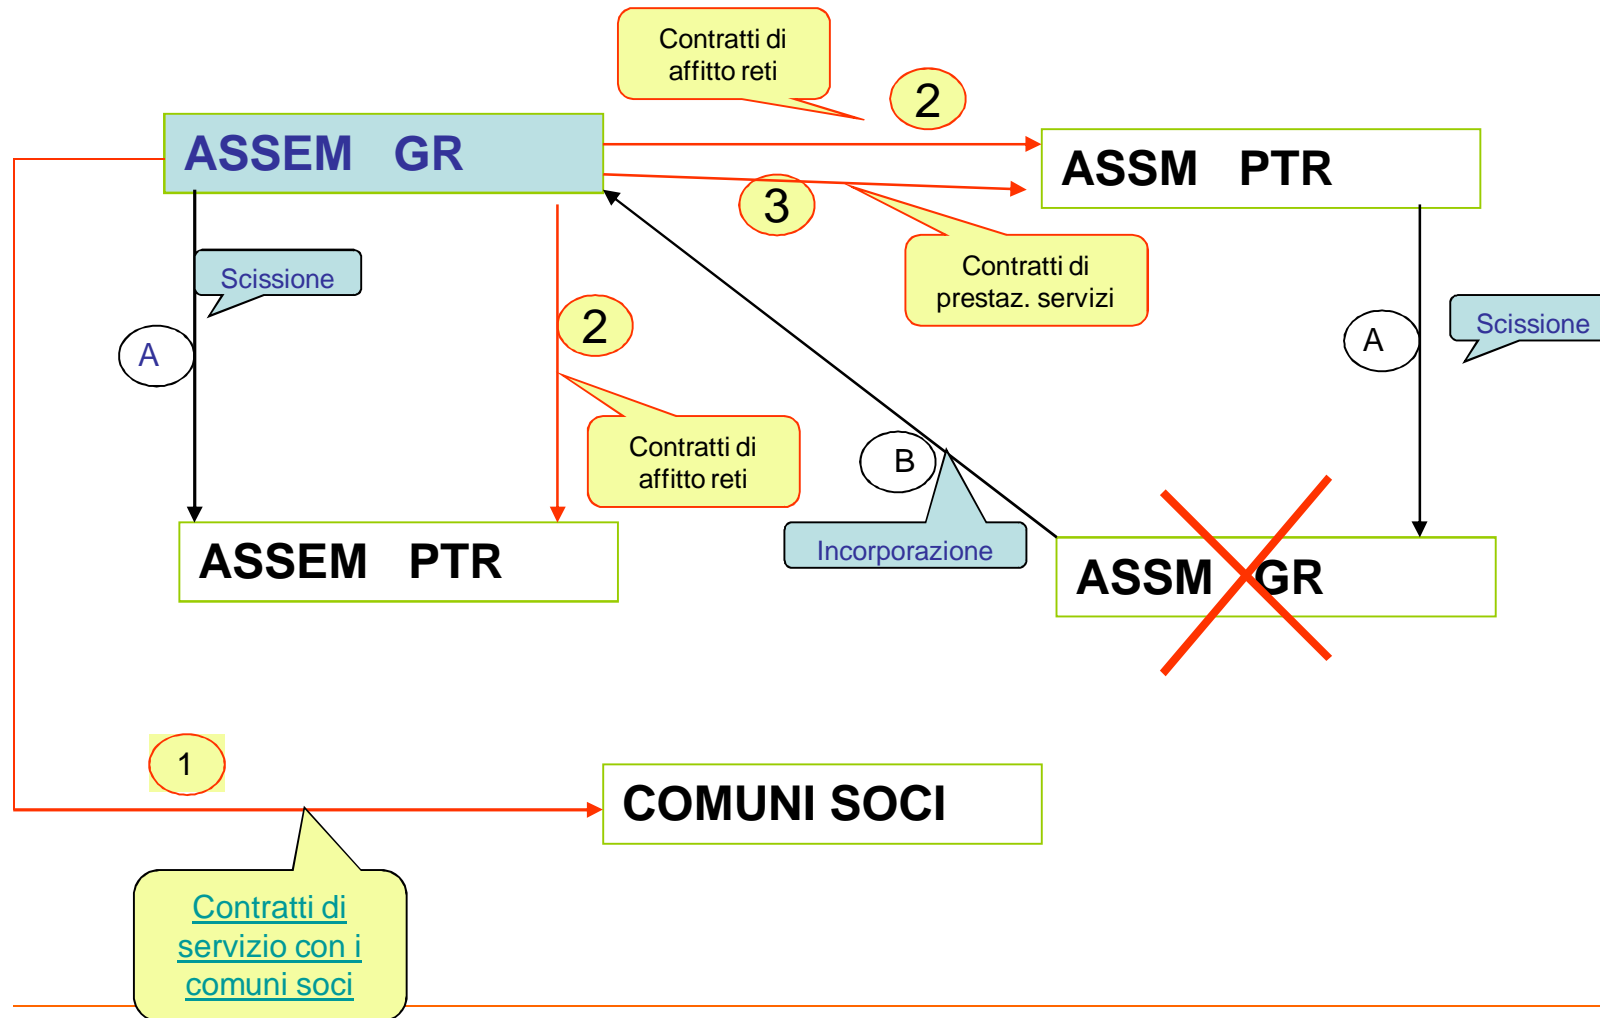 Contratti di
affitto reti
2
ASSEM GR
ASSM PTR
3
Scissione
Contratti di
prestaz. servizi
2
A
A
Scissione
Contratti di
affitto reti
B
Incorporazione
ASSEM PTR
ASSM GR
1
COMUNI SOCI
Contratti di
servizio con i
comuni soci